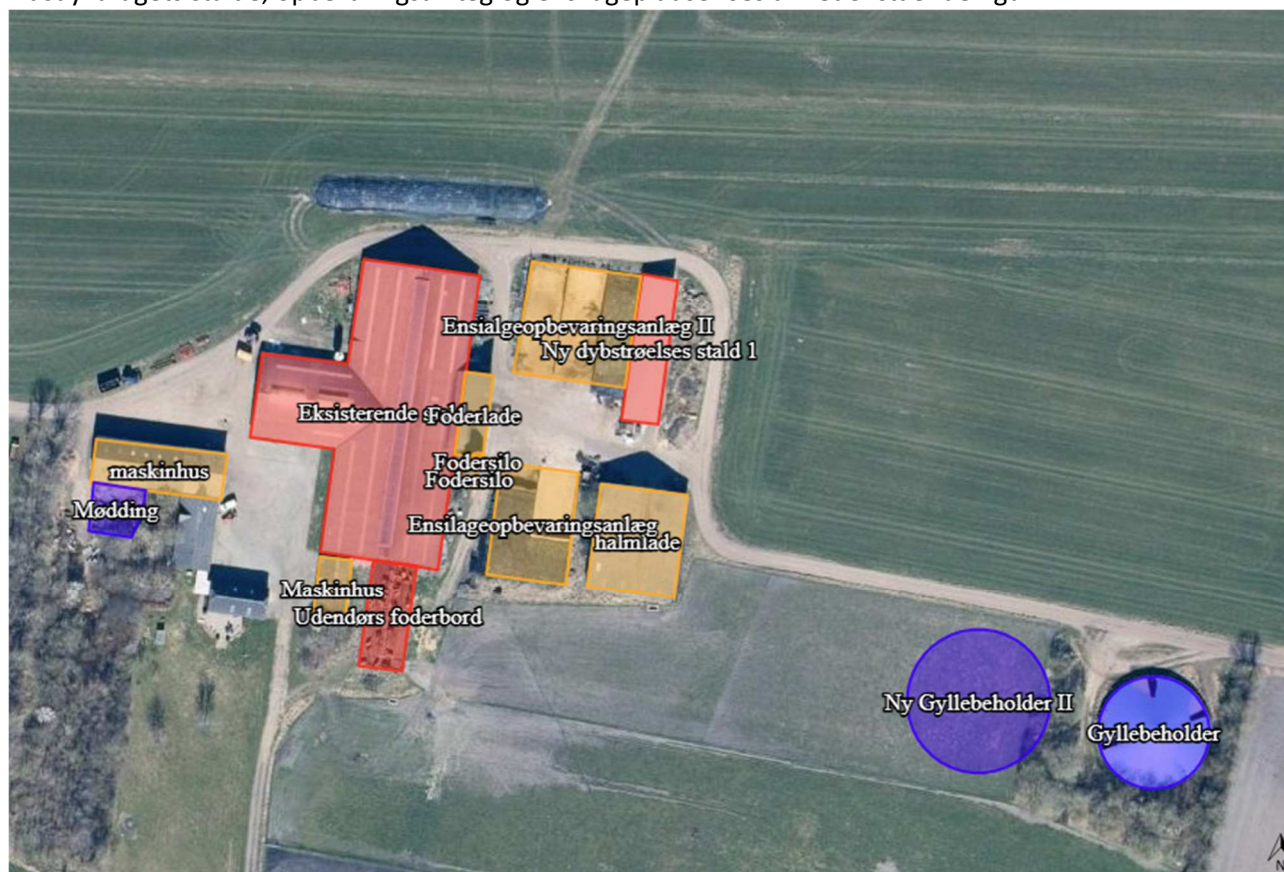 Ensialgeopbevaringsanlæg II
Ny dybstrøelses stald 1
Eksisterende
Foderlade
maskinhus
Fodersilo
Fodersilo
Mødding
Ensilageopbevaringsanlæg
halmlade
Maskinhus
Udendørs foderbord
Ny Gyllebeholder II
Gyllebeholder
N